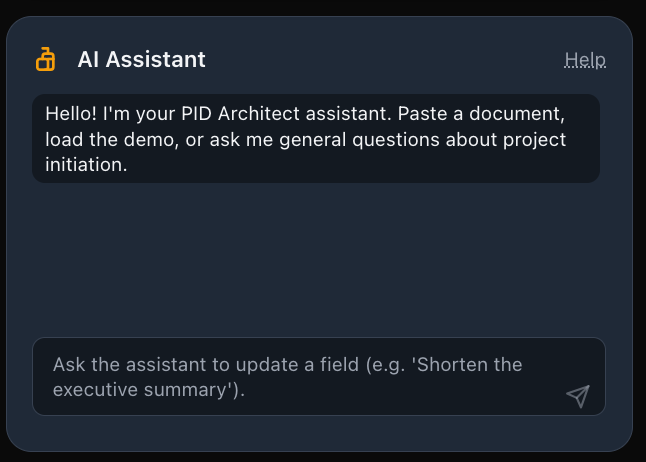 AI Assistant
Help
Hello! I'm your PID Architect assistant. Paste a document,
load the demo, or ask me general questions about project
initiation.
Ask the assistant to update a field (e.g. 'Shorten the
executive summary').